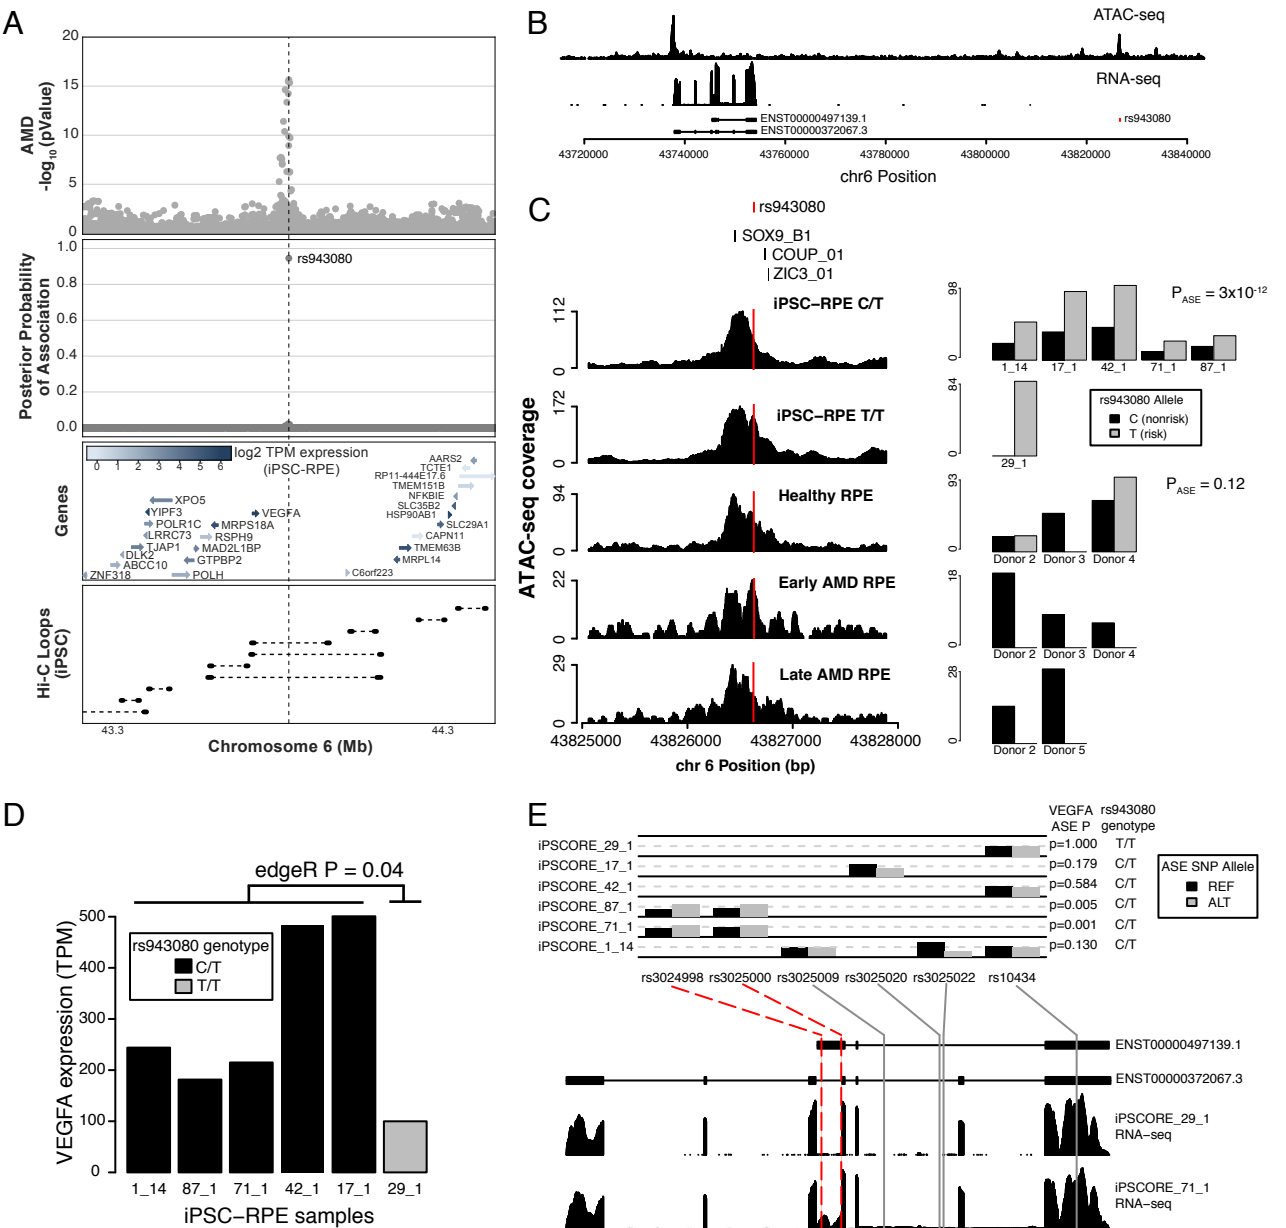 A
20
15
10
5
0
AMD
-log10 (pValue)
1.0
0.8
0.6
0.4
0.2
0.0
Posterior Probability
of Association
rs943080
log2 TPM expression
(iPSC-RPE)
0 1 2 3 4 5 6
Genes
AARS2
TCTE1
RP11-444E17.6
TMEM151B
NFKBIE
SLC35B2
HSP90AB1
SLC29A1
CAPN11
TMEM63B
MRPL14
C6orf223
XPO5
YIPF3
VEGFA
POLR1C
MRPS18A
LRRC73
RSPH9
TJAP1
MAD2L1BP
DLK2
GTPBP2
ABCC10
ZNF318
POLH
Hi-C Loops
(iPSC)
43.3
44.3
Chromosome 6 (Mb)
B
ATAC-seq
RNA-seq
ENST00000497139.1
rs943080
ENST00000372067.3
43720000 43740000 43760000 43780000 43800000 43820000 43840000
chr6 Position
C
rs943080
SOX9_B1
COUP_01
ZIC3_01
ATAC-seq coverage
iPSC−RPE C/T
112
0
iPSC−RPE T/T
172
0
Healthy RPE
94
0
Early AMD RPE
22
0
Late AMD RPE
29
0
43825000 43826000 43827000 43828000
chr 6 Position (bp)
98
0
PASE = 3x10-12
1_14 17_1 42_1 71_1 87_1
84
0
29_1
rs943080 Allele
C (nonrisk)
T (risk)
93
0
PASE = 0.12
Donor 2 Donor 3 Donor 4
18
0
Donor 2 Donor 3 Donor 4
28
0
Donor 2 Donor 5
D
edgeR P = 0.04
VEGFA expression (TPM)
500
400
300
200
100
0
rs943080 genotype
C/T
T/T
1_14 87_1 71_1 42_1 17_1 29_1
iPSC−RPE samples
E
VEGFA
ASE P
rs943080
genotype
iPSCORE_29_1 p=1.000 T/T
iPSCORE_17_1 p=0.179 C/T
iPSCORE_42_1 p=0.584 C/T
iPSCORE_87_1 p=0.005 C/T
iPSCORE_71_1 p=0.001 C/T
iPSCORE_1_14 p=0.130 C/T
ASE SNP Allele
REF
ALT
rs3024998 rs3025000 rs3025009 rs3025020 rs3025022 rs10434
ENST00000497139.1
ENST00000372067.3
iPSCORE_29_1
RNA−seq
iPSCORE_71_1
RNA−seq